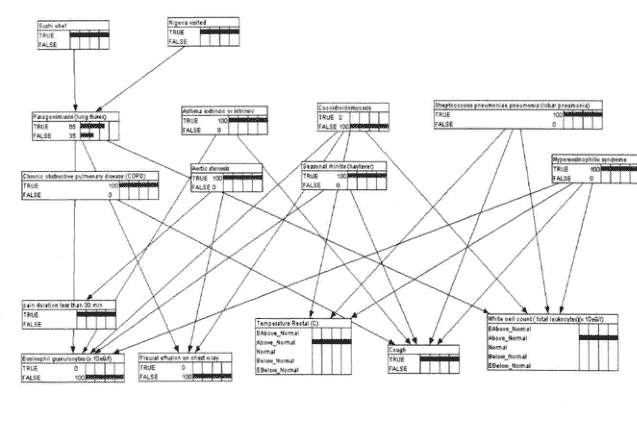 Sushi chef
TRUE
FALSE
Nigeria visited
TRUE
FALSE
Paragonimiasis (lung flukes)
TRUE 65
FALSE 35
Asthma extrinsic or intrinsic
TRUE 100
FALSE 0
Coccidioidomycosis
TRUE 0
FALSE 100
Streptococcus pneumoniae pneumonia (lobar pneumonia)
TRUE 100
FALSE 0
Chronic obstructive pulmonary disease (COPD)
TRUE 100
FALSE 0
Aortic stenosis
TRUE 100
FALSE 0
Seasonal rhinitis (hayfever)
TRUE 100
FALSE 0
Hypereosinophilic syndrome
TRUE 100
FALSE 0
pain duration less than 30 min
TRUE
FALSE
Eosinophil granulocytes(x 10e9/l)
TRUE 0
FALSE 100
Pleural effusion on chest xray
TRUE 0
FALSE 100
Temperature Rectal (C)
EAbove_Normal
Above_Normal
Normal
Below_Normal
EBelow_Normal
Cough
TRUE
FALSE
White cell count (total leukocytes)(x 10e9/l)
EAbove_Normal
Above_Normal
Normal
Below_Normal
EBelow_Normal